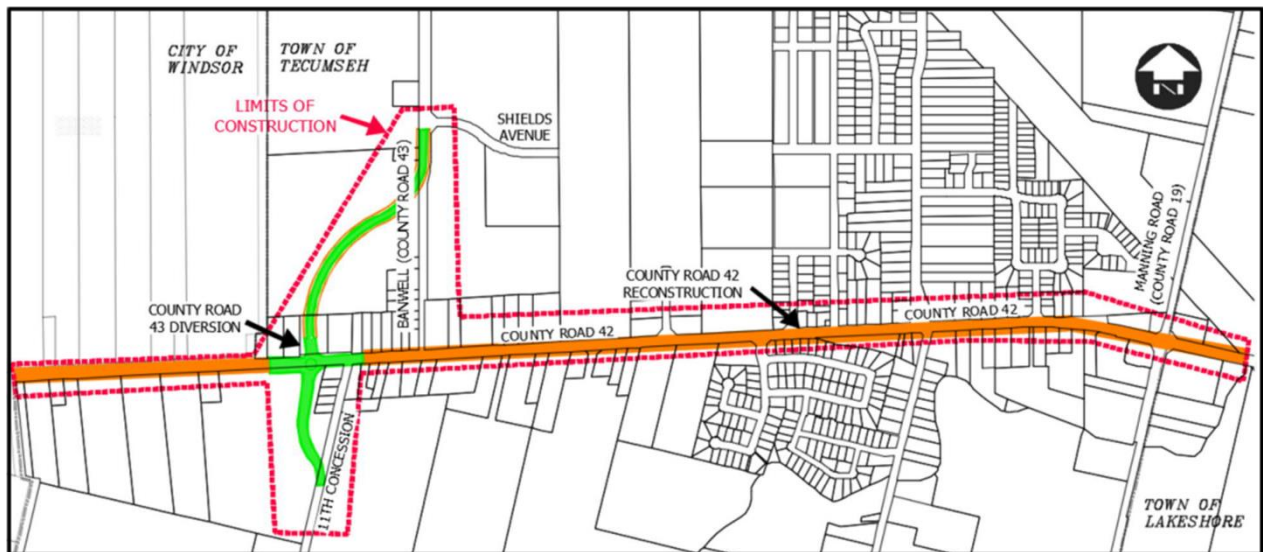 CITY OF
WINDSOR
TOWN OF
TECUMSEH
LIMITS OF
CONSTRUCTION
SHIELDS
AVENUE
BANWELL (COUNTY ROAD 43)
MANNING ROAD
(COUNTY ROAD 19)
COUNTY ROAD
43 DIVERSION
COUNTY ROAD 42
RECONSTRUCTION
COUNTY ROAD 42
COUNTY ROAD 42
11TH CONCESSION
TOWN OF
LAKESHORE